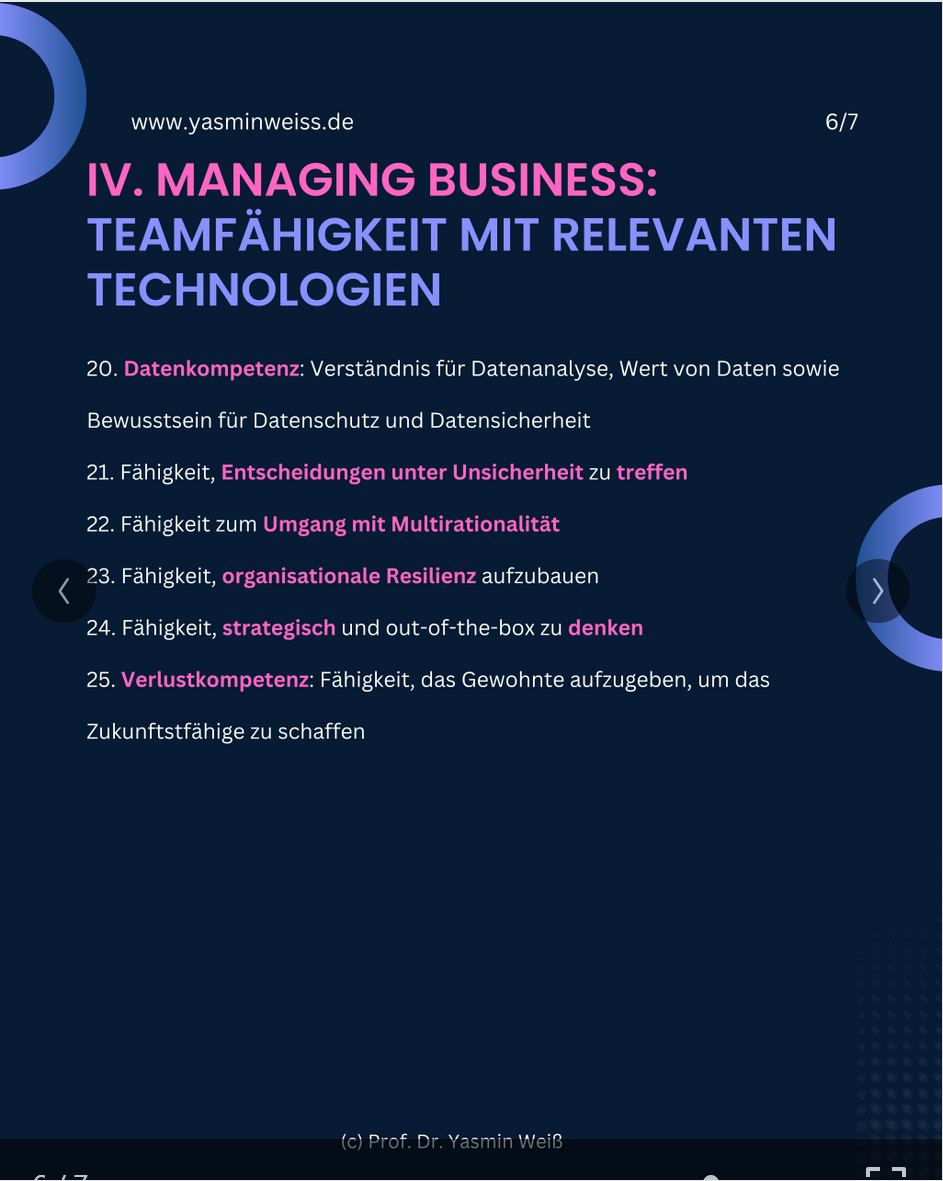 www.yasminweiss.de
6/7
IV. MANAGING BUSINESS:
TEAMFÄHIGKEIT MIT RELEVANTEN
TECHNOLOGIEN
20. Datenkompetenz: Verständnis für Datenanalyse, Wert von Daten sowie
Bewusstsein für Datenschutz und Datensicherheit
21. Fähigkeit, Entscheidungen unter Unsicherheit zu treffen
22. Fähigkeit zum Umgang mit Multirationalität
23. Fähigkeit, organisationale Resilienz aufzubauen
24. Fähigkeit, strategisch und out-of-the-box zu denken
25. Verlustkompetenz: Fähigkeit, das Gewohnte aufzugeben, um das
Zukunftstfähige zu schaffen
(c) Prof. Dr. Yasmin Weiß
6 / 7